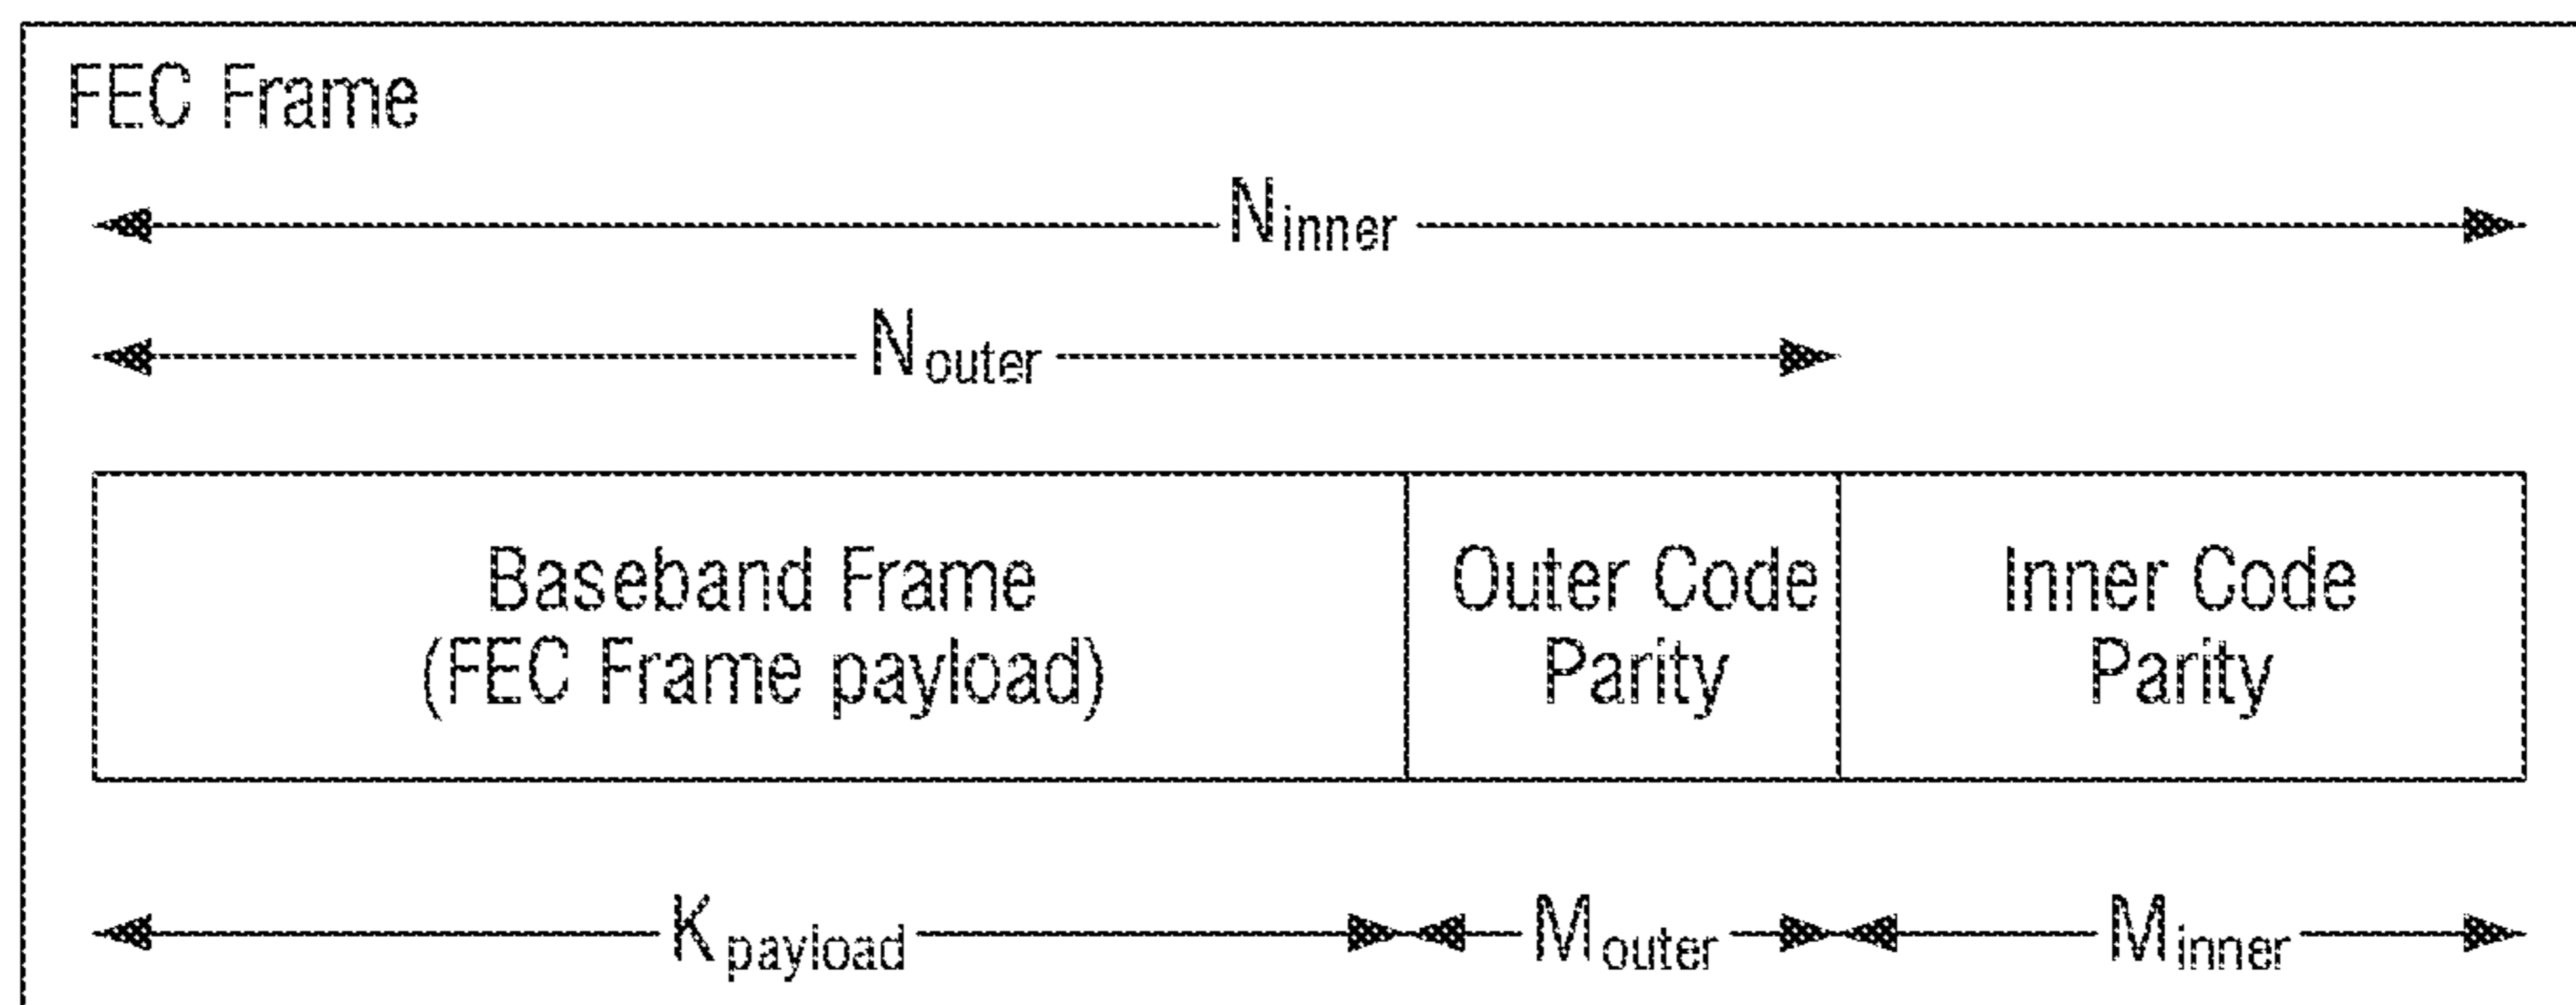 FEC Frame
Ninner
Nouter
Baseband Frame
(FEC Frame payload)
Outer Code
Parity
Inner Code
Parity
Kpayload
Mouter
Minner